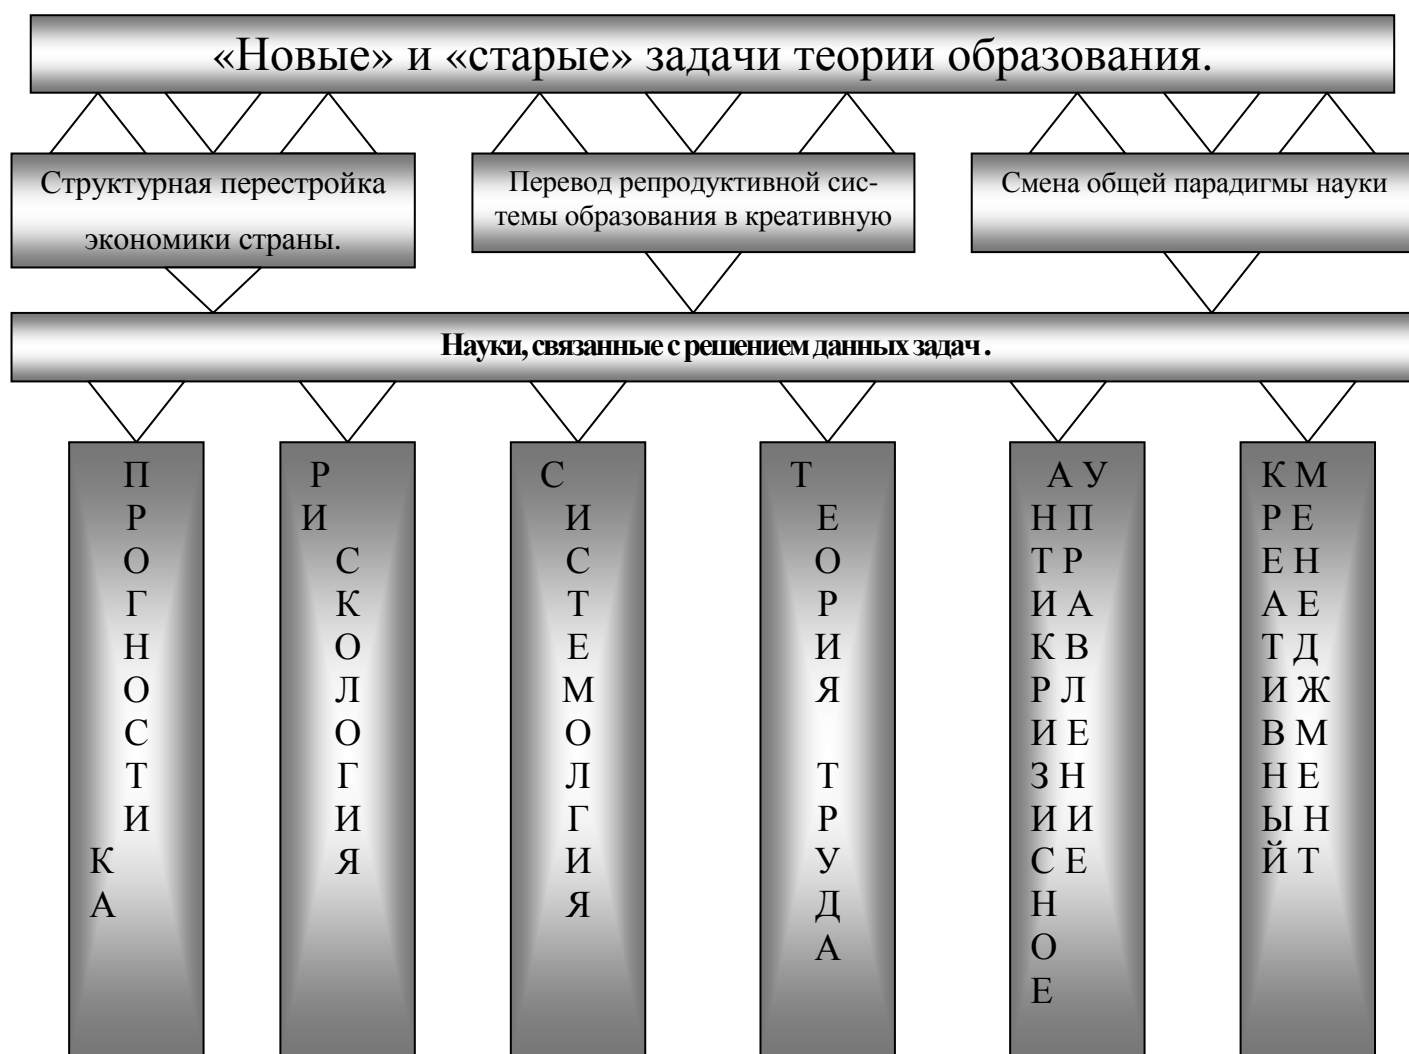 «Новые» и «старые» задачи теории образования.
Структурная перестройка
экономики страны.
Перевод репродуктивной сис-
темы образования в креативную
Смена общей парадигмы науки
Науки, связанные с решением данных задач .
ПРОГНОСТИКА
РИСКОЛОГИЯ
СИСТЕМОЛГИЯ
ТЕОРИЯ ТРУДА
АНТИКРИЗИСНОЕ
УПРАВЛЕНИЕ
КРЕАТИВНЫЙ
МЕНЕДЖМЕНТ